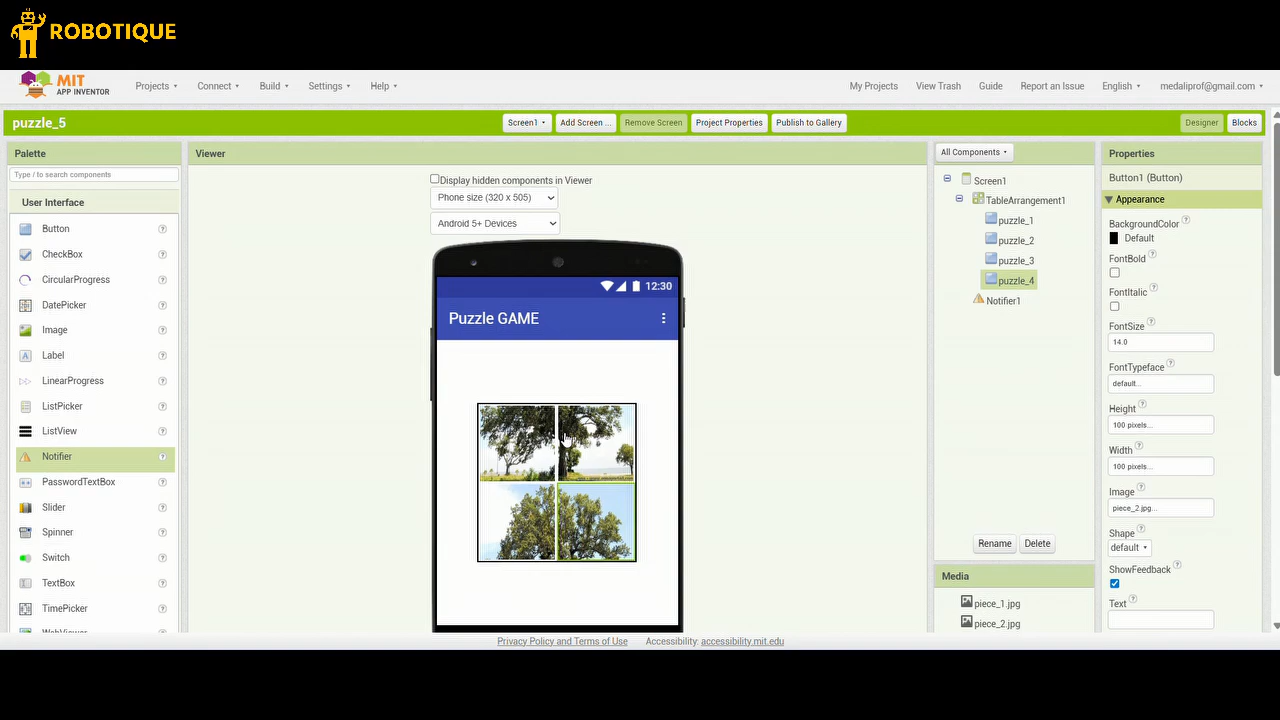 ROBOTIQUE
MIT
APP INVENTOR
Projects
Connect
Build
Settings
Help
My Projects
View Trash
Guide
Report an Issue
English
medaliprof@gmail.com
puzzle_5
Screen1
Add Screen ...
Remove Screen
Project Properties
Publish to Gallery
Designer
Blocks
Palette
Type / to search components
User Interface
Button
CheckBox
CircularProgress
DatePicker
Image
Label
LinearProgress
ListPicker
ListView
Notifier
PasswordTextBox
Slider
Spinner
Switch
TextBox
TimePicker
WebViewer
Viewer
Display hidden components in Viewer
Phone size (320 x 505)
Android 5+ Devices
12:30
Puzzle GAME
All Components
Screen1
TableArrangement1
puzzle_1
puzzle_2
puzzle_3
puzzle_4
Notifier1
Rename
Delete
Media
piece_1.jpg
piece_2.jpg
Properties
Button1 (Button)
Appearance
BackgroundColor
Default
FontBold
FontItalic
FontSize
14.0
FontTypeface
default...
Height
100 pixels...
Width
100 pixels...
Image
piece_2.jpg...
Shape
default
ShowFeedback
Text
Privacy Policy and Terms of Use
Accessibility: accessibility.mit.edu